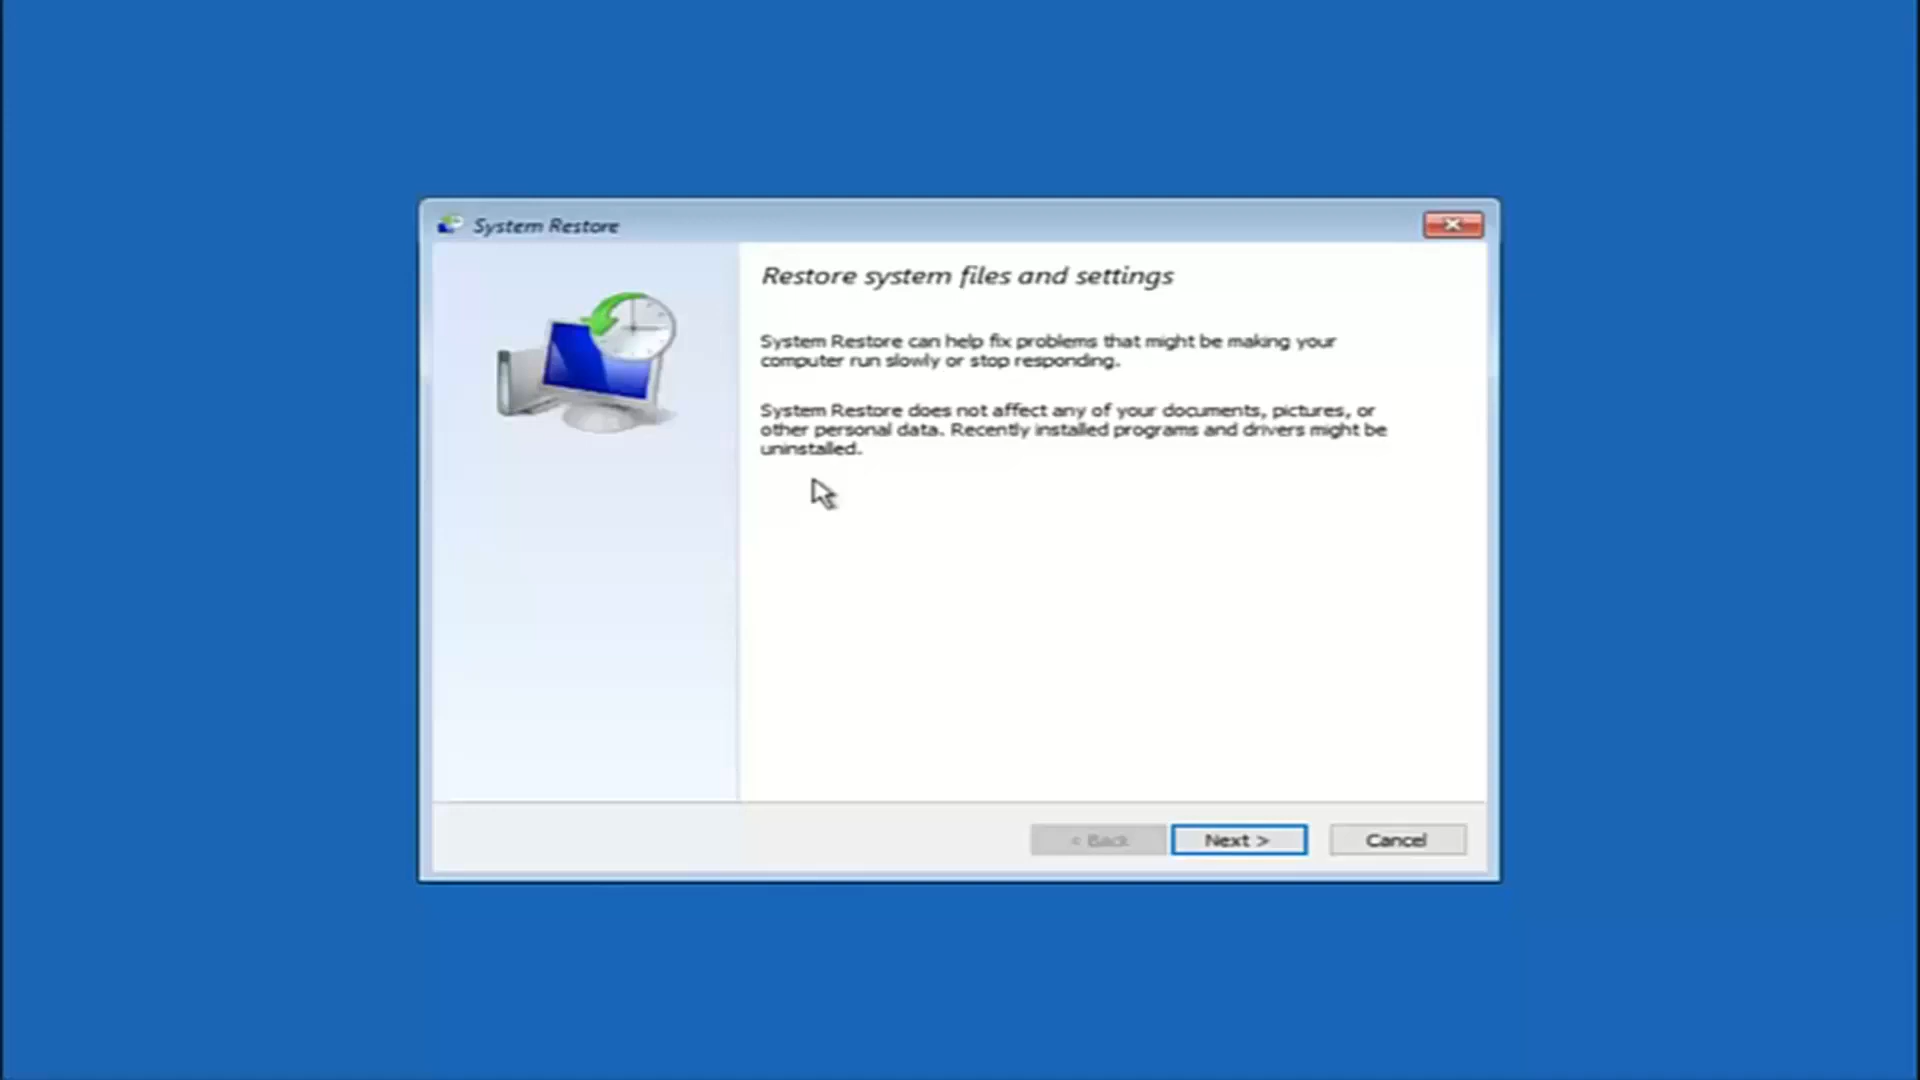 System Restore
Restore system files and settings
System Restore can help fix problems that might be making your
computer run slowly or stop responding.
System Restore does not affect any of your documents, pictures, or
other personal data. Recently installed programs and drivers might be
uninstalled.
< Back
Next >
Cancel